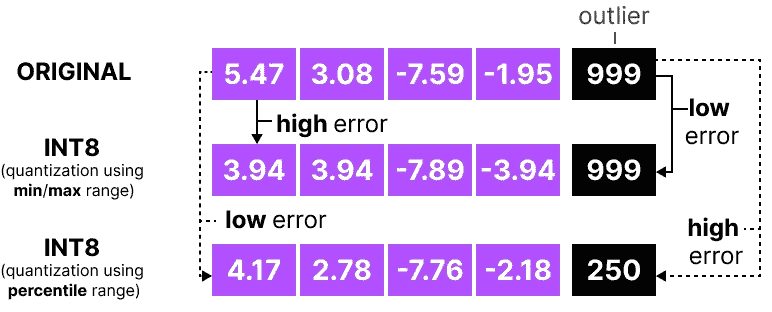 outlier
ORIGINAL
5.47 3.08 -7.59 -1.95 999
high error
low
error
INT8
(quantization using
min/max range)
3.94 3.94 -7.89 -3.94 999
low error
high
error
INT8
(quantization using
percentile range)
4.17 2.78 -7.76 -2.18 250